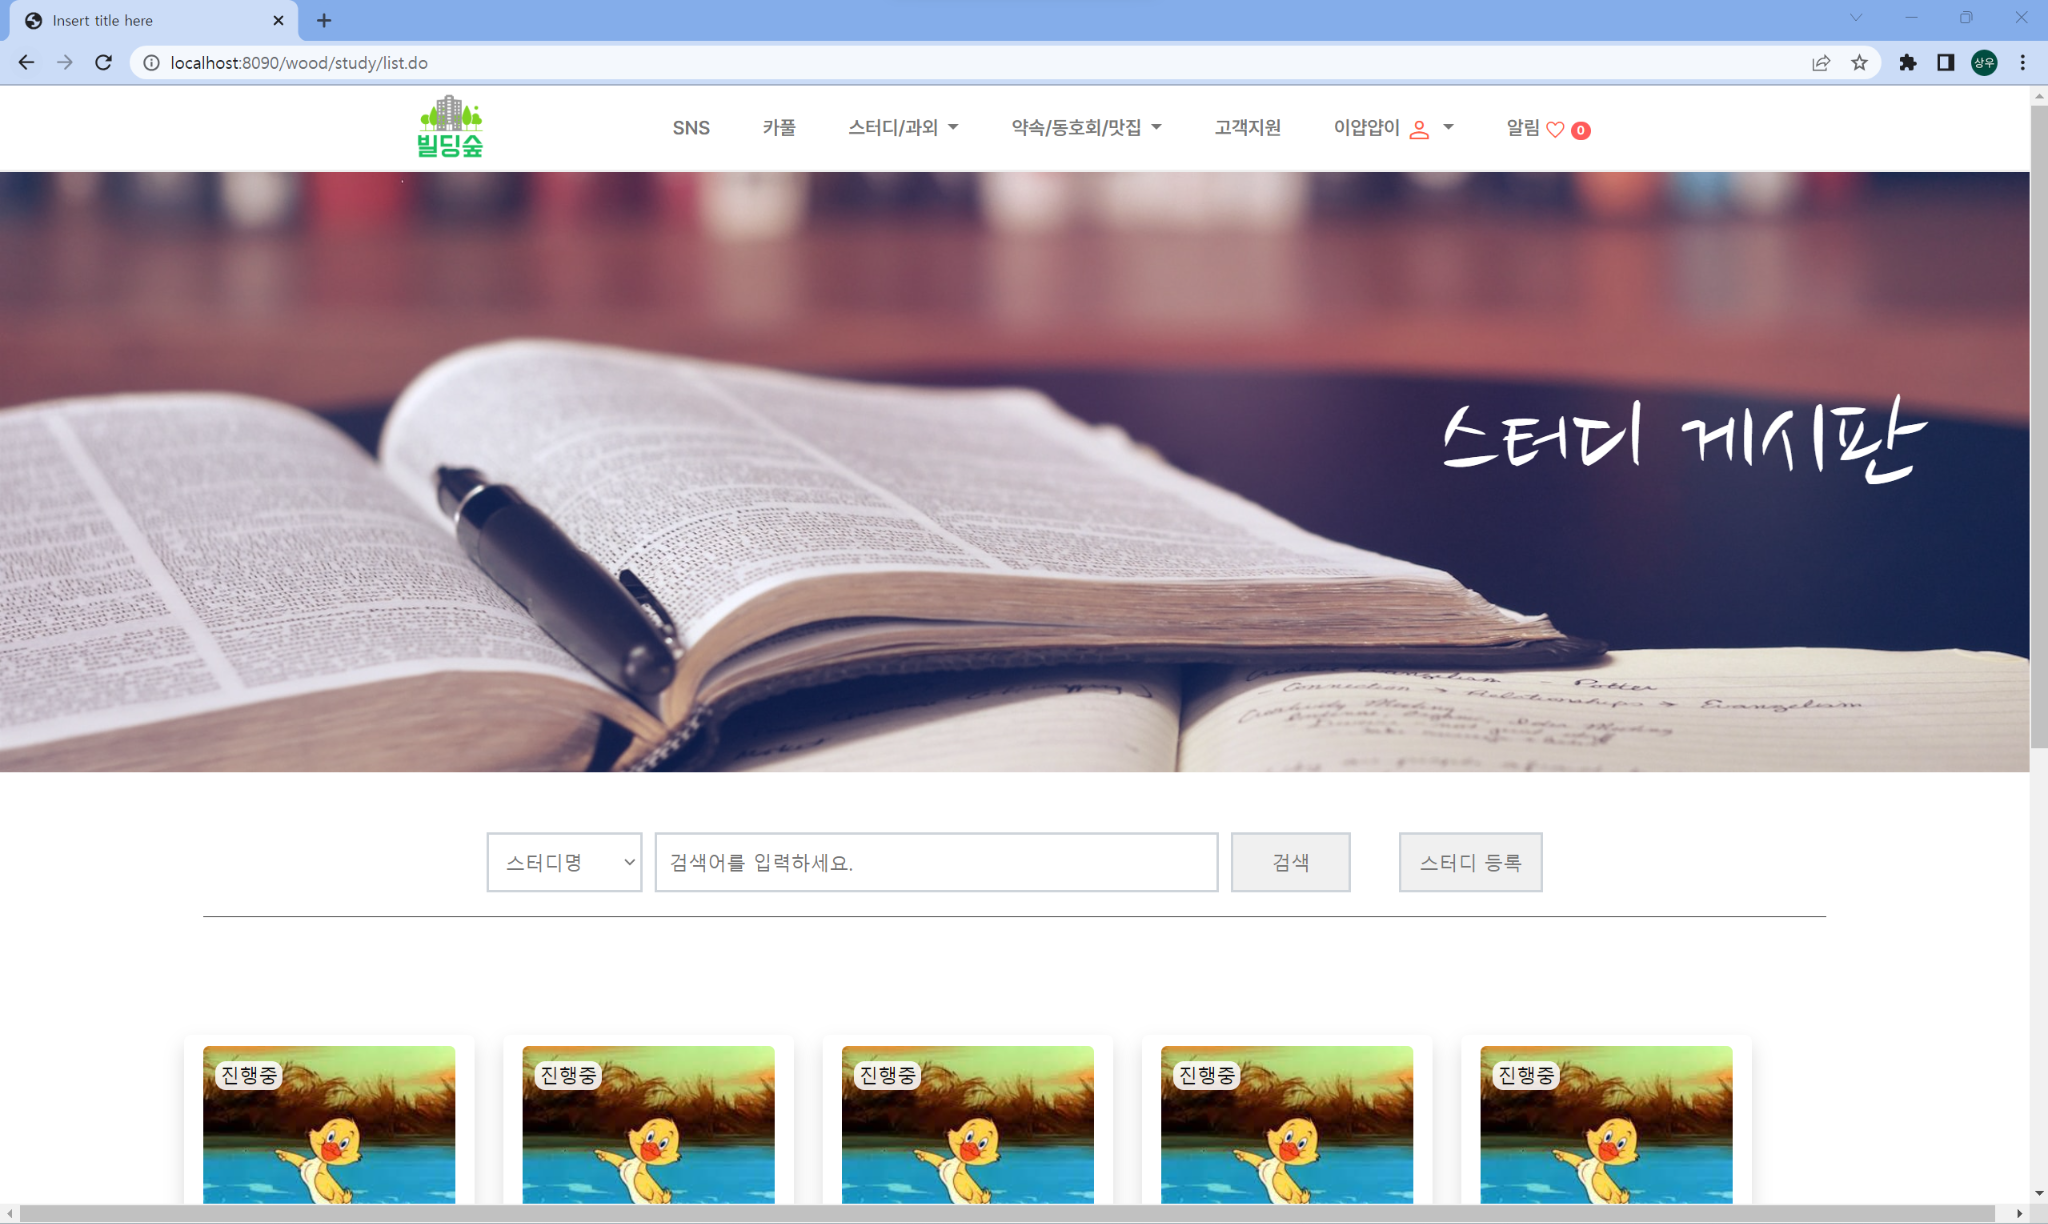 Insert title here
localhost:8090/wood/study/list.do
상우
빌딩숲
SNS
카풀
스터디/과외
약속/동호회/맛집
고객지원
이얍얍이
알림
0
스터디 게시판
스터디명
검색어를 입력하세요.
검색
스터디 등록
진행중
진행중
진행중
진행중
진행중